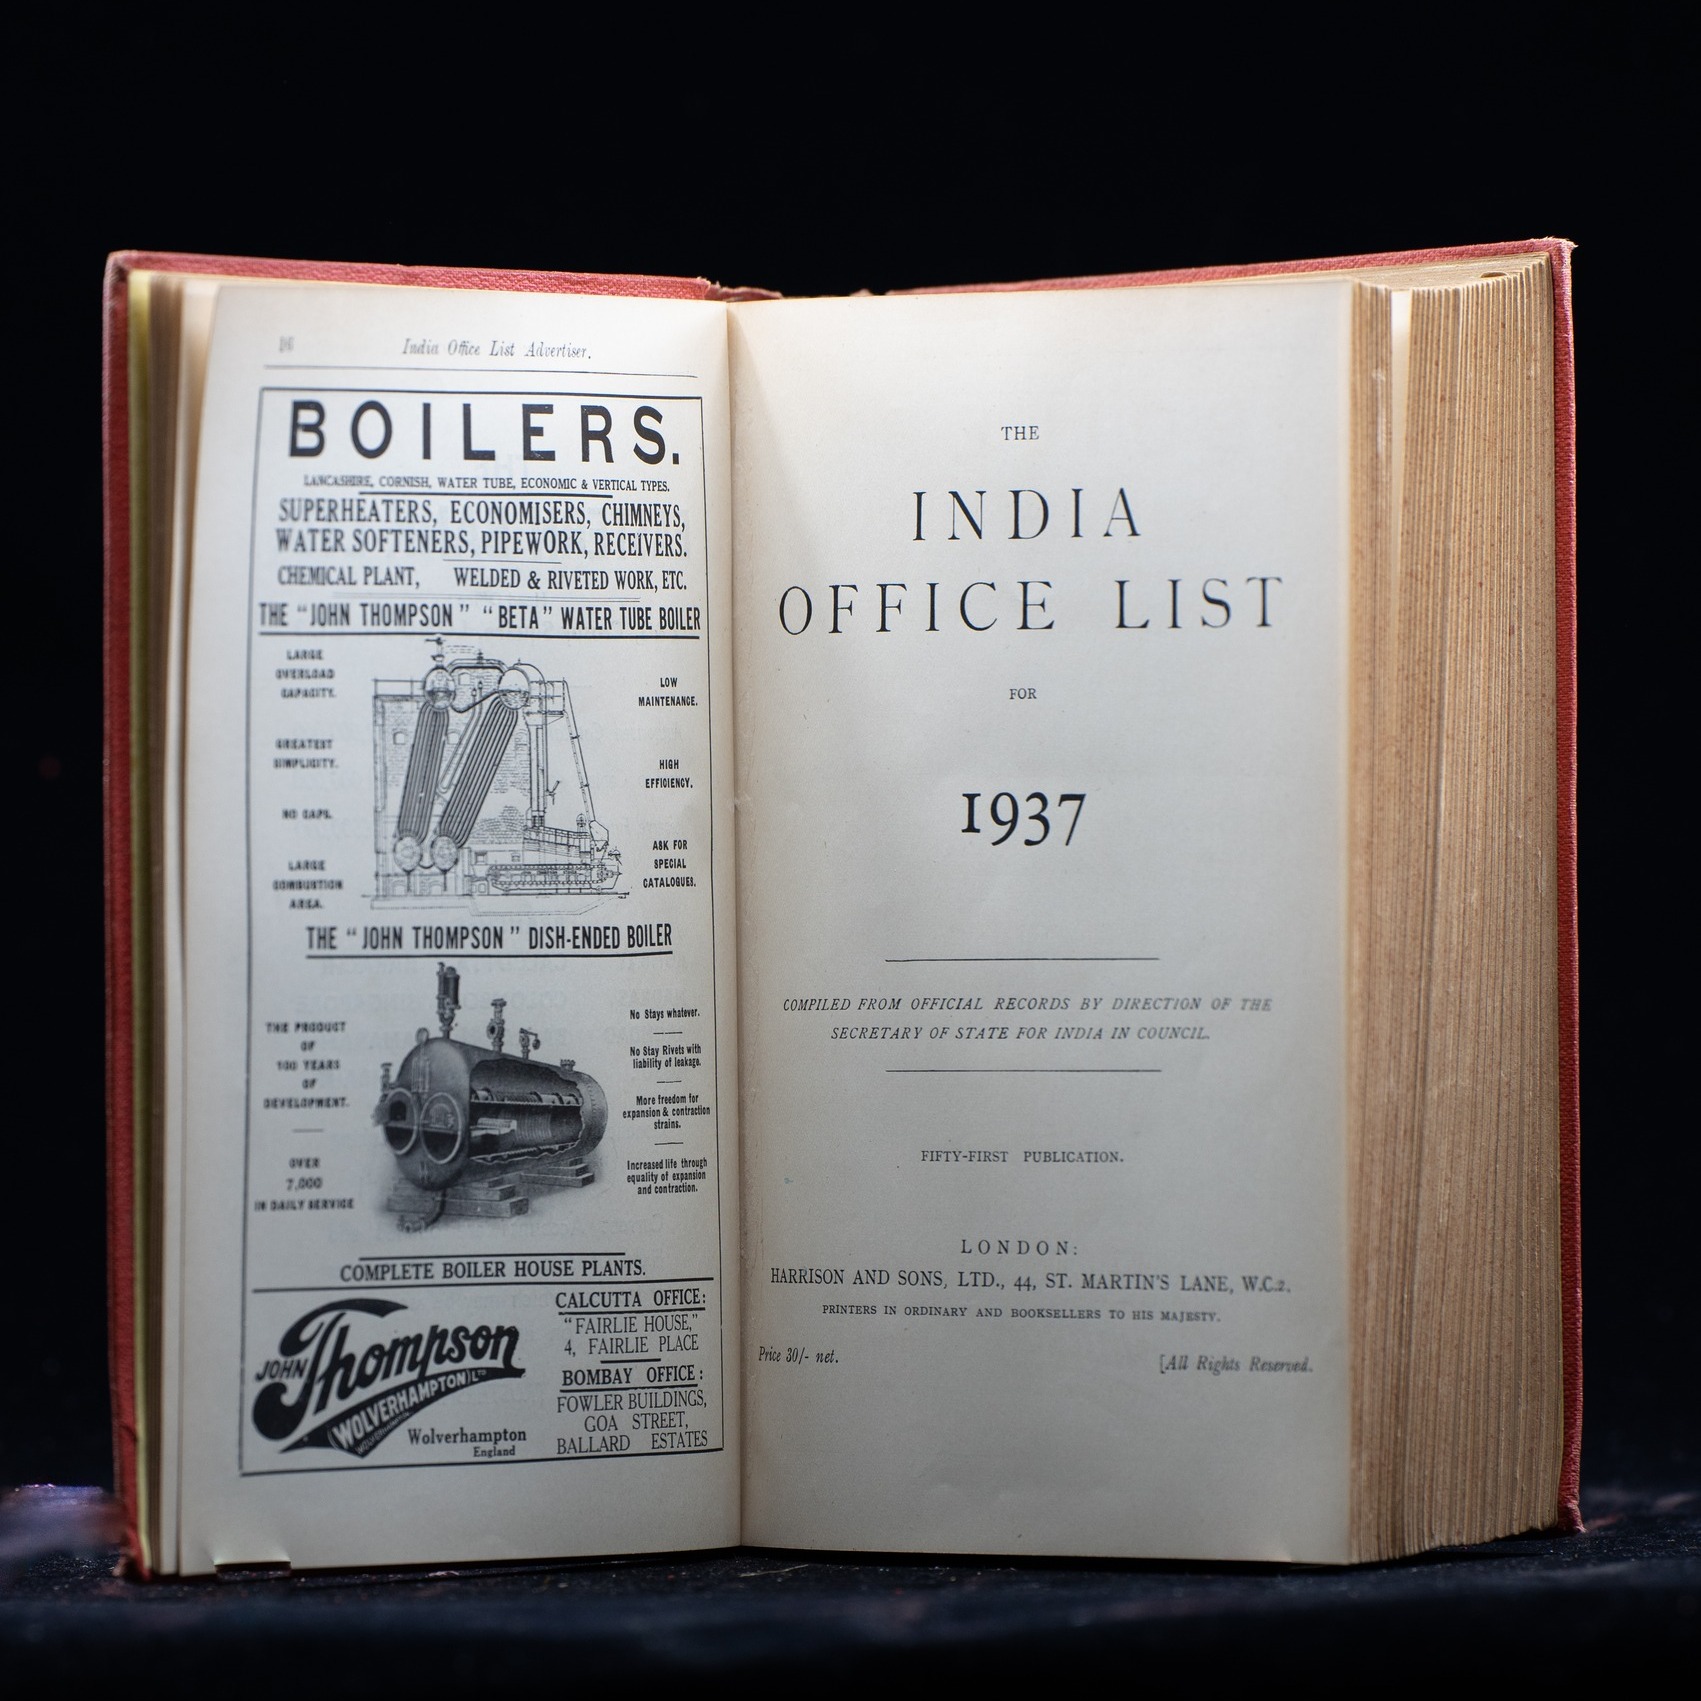 India Office List Advertiser.
BOILERS.
LANCASHIRE, CORNISH, WATER TUBE, ECONOMIC & VERTICAL TYPES.
SUPERHEATERS, ECONOMISERS, CHIMNEYS,
WATER SOFTENERS, PIPEWORK, RECEIVERS.
CHEMICAL PLANT, WELDED & RIVETED WORK, ETC.
THE "JOHN THOMPSON" "BETA" WATER TUBE BOILER
LARGE
OVERLOAD
CAPACITY.
GREATEST
SIMPLICITY.
NO CAPS.
LARGE
COMBUSTION
AREA.
LOW
MAINTENANCE.
HIGH
EFFICIENCY.
ASK FOR
SPECIAL
CATALOGUES.
THE "JOHN THOMPSON" DISH-ENDED BOILER
THE PRODUCT
OF
100 YEARS
OF
DEVELOPMENT.
OVER
7,000
IN DAILY SERVICE
No Stays whatever.
No Stay Rivets with
liability of leakage.
More freedom for
expansion & contraction
strains.
Increased life through
equality of expansion
and contraction.
COMPLETE BOILER HOUSE PLANTS.
JOHN Thompson
WOLVERHAMPTON LTD
Wolverhampton
England
CALCUTTA OFFICE:
"FAIRLIE HOUSE,"
4, FAIRLIE PLACE
BOMBAY OFFICE:
FOWLER BUILDINGS,
GOA STREET,
BALLARD ESTATES
THE
INDIA
OFFICE LIST
FOR
1937
COMPILED FROM OFFICIAL RECORDS BY DIRECTION OF THE
SECRETARY OF STATE FOR INDIA IN COUNCIL.
FIFTY-FIRST PUBLICATION.
LONDON:
HARRISON AND SONS, LTD., 44, ST. MARTIN'S LANE, W.C.2.
PRINTERS IN ORDINARY AND BOOKSELLERS TO HIS MAJESTY.
Price 30/- net. [All Rights Reserved.